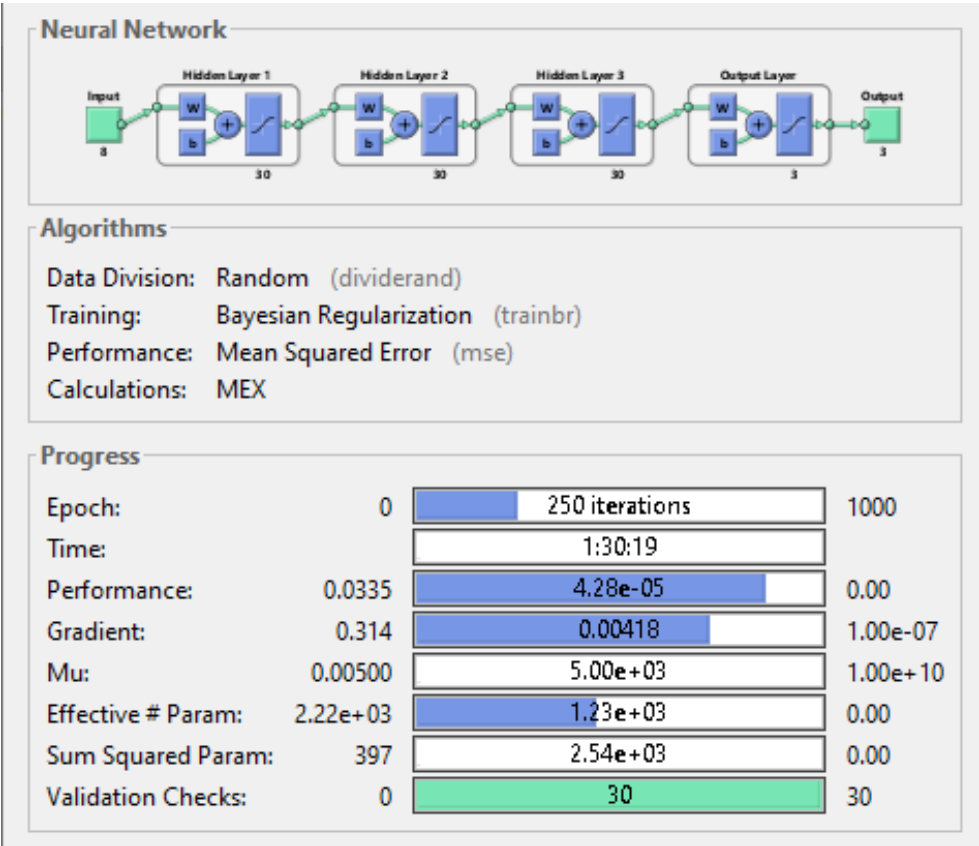 Neural Network
Hidden Layer 1 Hidden Layer 2 Hidden Layer 3 Output Layer
Input Output
W W W W
+ + + +
b b b b
8 3
30 30 30 3
Algorithms
Data Division: Random (dividerand)
Training: Bayesian Regularization (trainbr)
Performance: Mean Squared Error (mse)
Calculations: MEX
Progress
Epoch: 0 250 iterations 1000
Time: 1:30:19
Performance: 0.0335 4.28e-05 0.00
Gradient: 0.314 0.00418 1.00e-07
Mu: 0.00500 5.00e+03 1.00e+10
Effective # Param: 2.22e+03 1.23e+03 0.00
Sum Squared Param: 397 2.54e+03 0.00
Validation Checks: 0 30 30